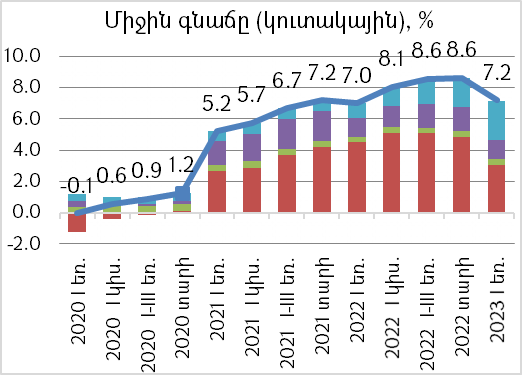 Միջին գնաճը (կուտակային), %
10.0
8.0
6.0
4.0
2.0
0.0
-2.0
-0.1
0.6
0.9
1.2
5.2
5.7
6.7
7.2
7.0
8.1
8.6
8.6
7.2
2020 I եռ.
2020 I կիս.
2020 I-III եռ.
2020 տարի
2021 I եռ.
2021 I կիս.
2021 I-III եռ.
2021 տարի
2022 I եռ.
2022 I կիս.
2022 I-III եռ.
2022 տարի
2023 I եռ.